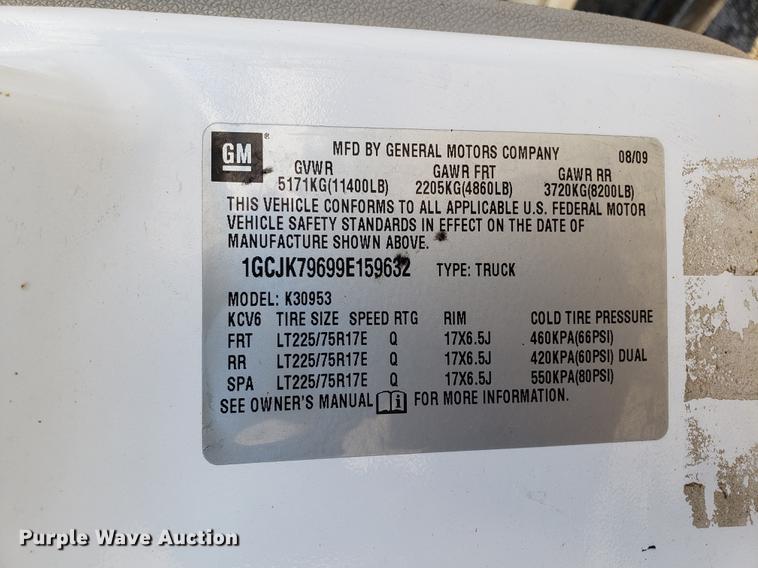 GM ® MFD BY GENERAL MOTORS COMPANY 08/09
GVWR GAWR FRT GAWR RR
5171KG(11400LB) 2205KG(4860LB) 3720KG(8200LB)
THIS VEHICLE CONFORMS TO ALL APPLICABLE U.S. FEDERAL MOTOR
VEHICLE SAFETY STANDARDS IN EFFECT ON THE DATE OF
MANUFACTURE SHOWN ABOVE.
1GCJK79699E159632 TYPE: TRUCK
MODEL: K30953
KCV6 TIRE SIZE SPEED RTG RIM COLD TIRE PRESSURE
FRT LT225/75R17E Q 17X6.5J 460KPA(66PSI)
RR LT225/75R17E Q 17X6.5J 420KPA(60PSI) DUAL
SPA LT225/75R17E Q 17X6.5J 550KPA(80PSI)
SEE OWNER'S MANUAL i FOR MORE INFORMATION.
Purple Wave Auction